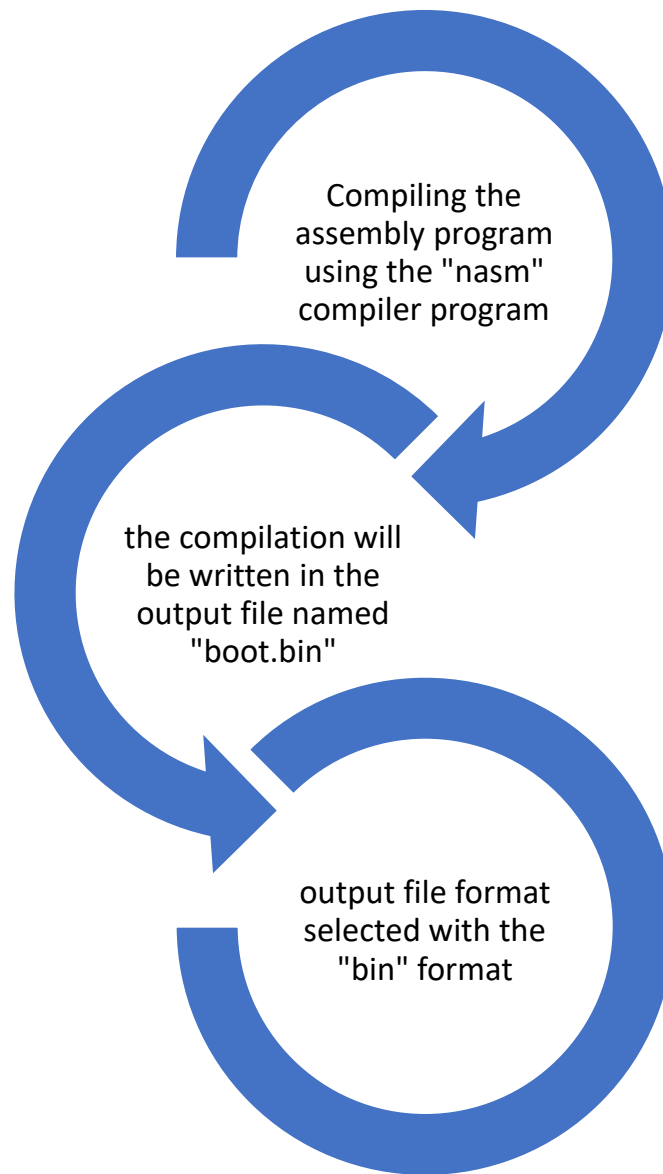 Compiling the
assembly program
using the "nasm"
compiler program
the compilation will
be written in the
output file named
"boot.bin"
output file format
selected with the
"bin" format